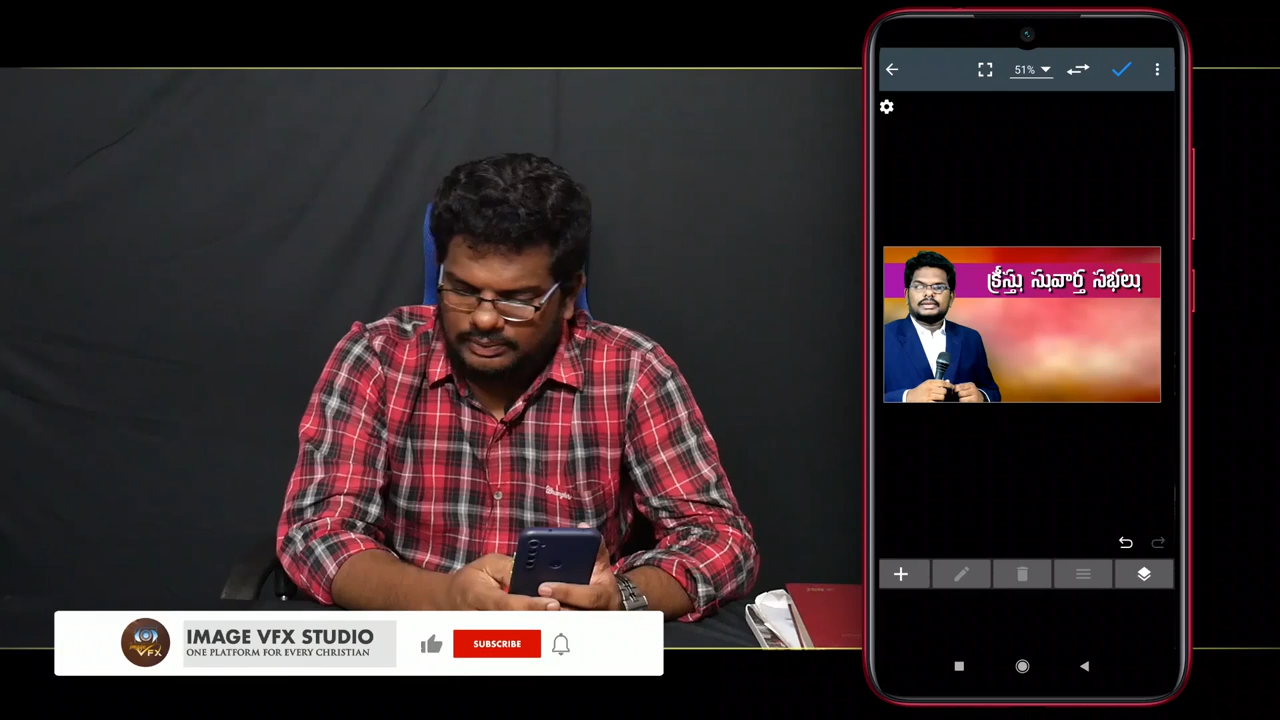 51%
క్రీస్తు సువార్త సభలు
IMAGE VFX STUDIO
ONE PLATFORM FOR EVERY CHRISTIAN
SUBSCRIBE